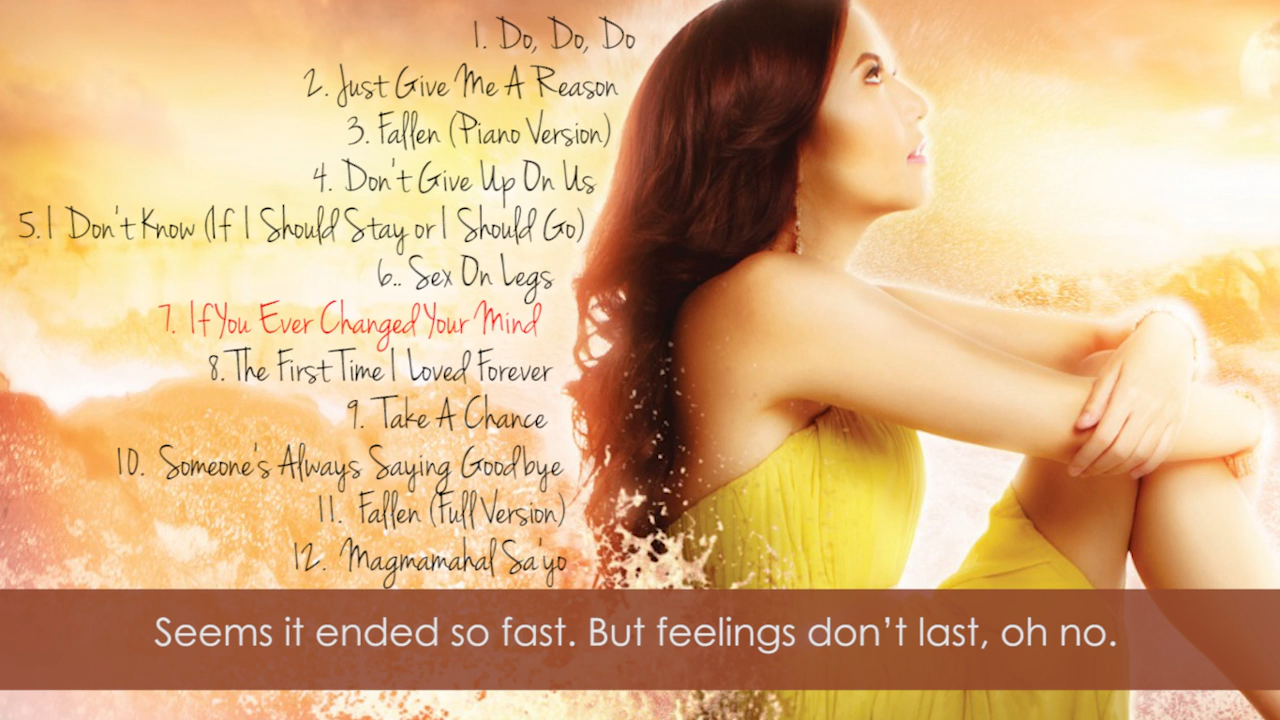 1. Do, Do, Do
2. Just Give Me A Reason
3. Fallen (Piano Version)
4. Don't Give Up On Us
5. I Don't Know (If I Should Stay or I Should Go)
6.. Sex On Legs
7. If You Ever Changed Your Mind
8. The First Time I Loved Forever
9. Take A Chance
10. Someone's Always Saying Goodbye
11. Fallen (Full Version)
12. Magmamahal Sa'yo
Seems it ended so fast. But feelings don’t last, oh no.